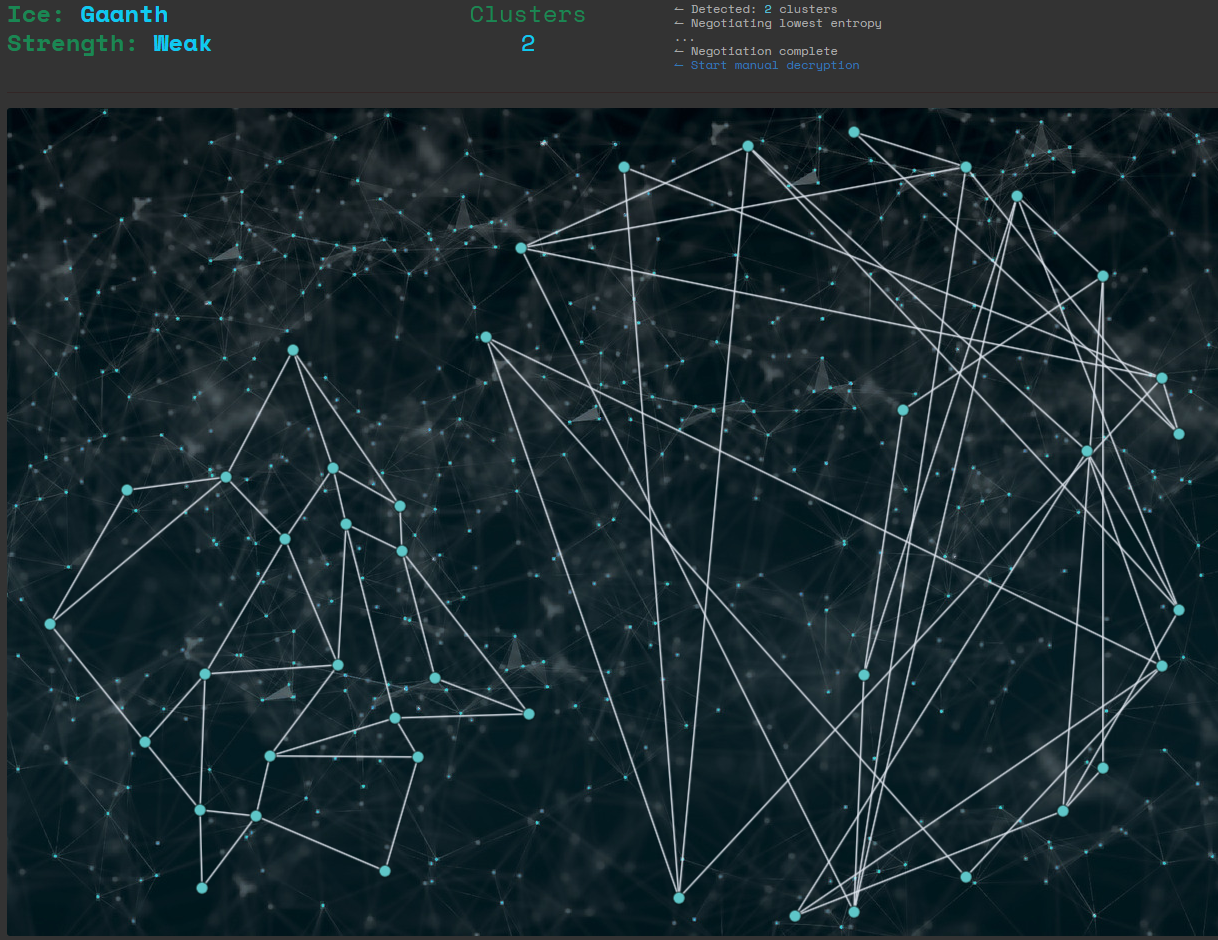 Ice: Gaanth
Strength: Weak
Clusters
2
← Detected: 2 clusters
← Negotiating lowest entropy
...
← Negotiation complete
← Start manual decryption